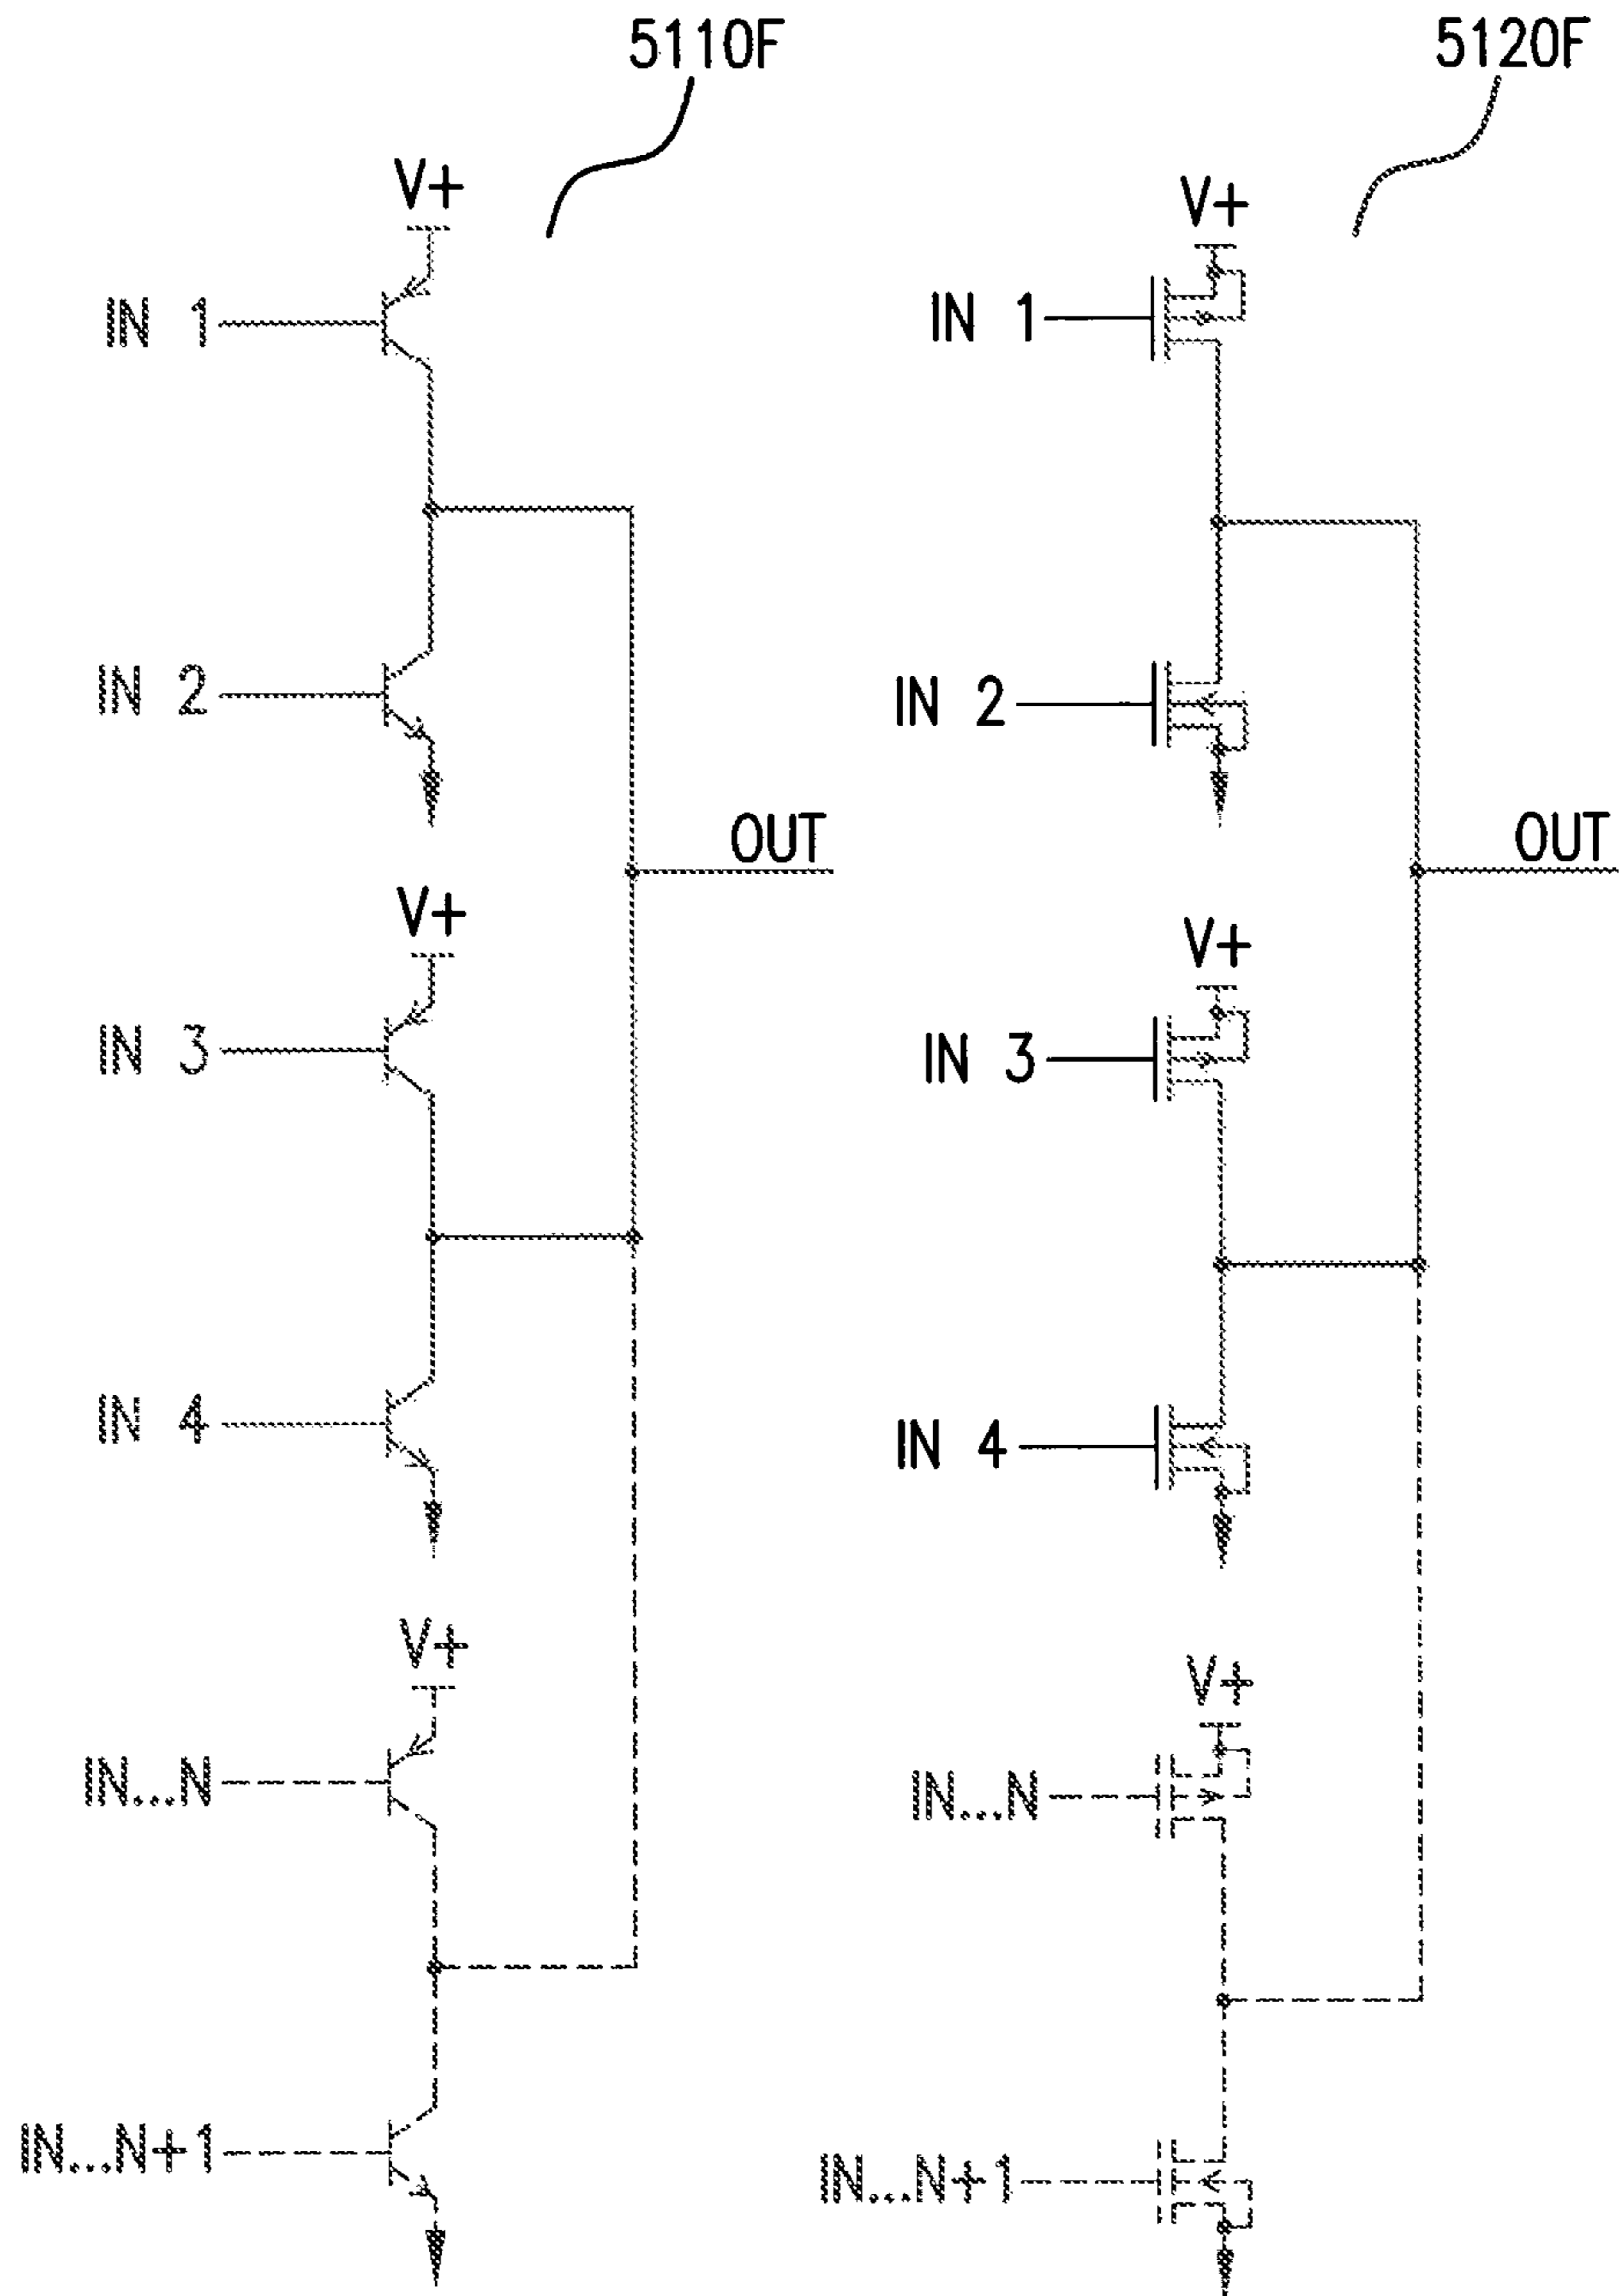 5110F
V+
IN 1
IN 2
OUT
V+
IN 3
IN 4
V+
IN...N
IN...N+1
5120F
V+
IN 1
IN 2
OUT
V+
IN 3
IN 4
V+
IN...N
IN...N+1